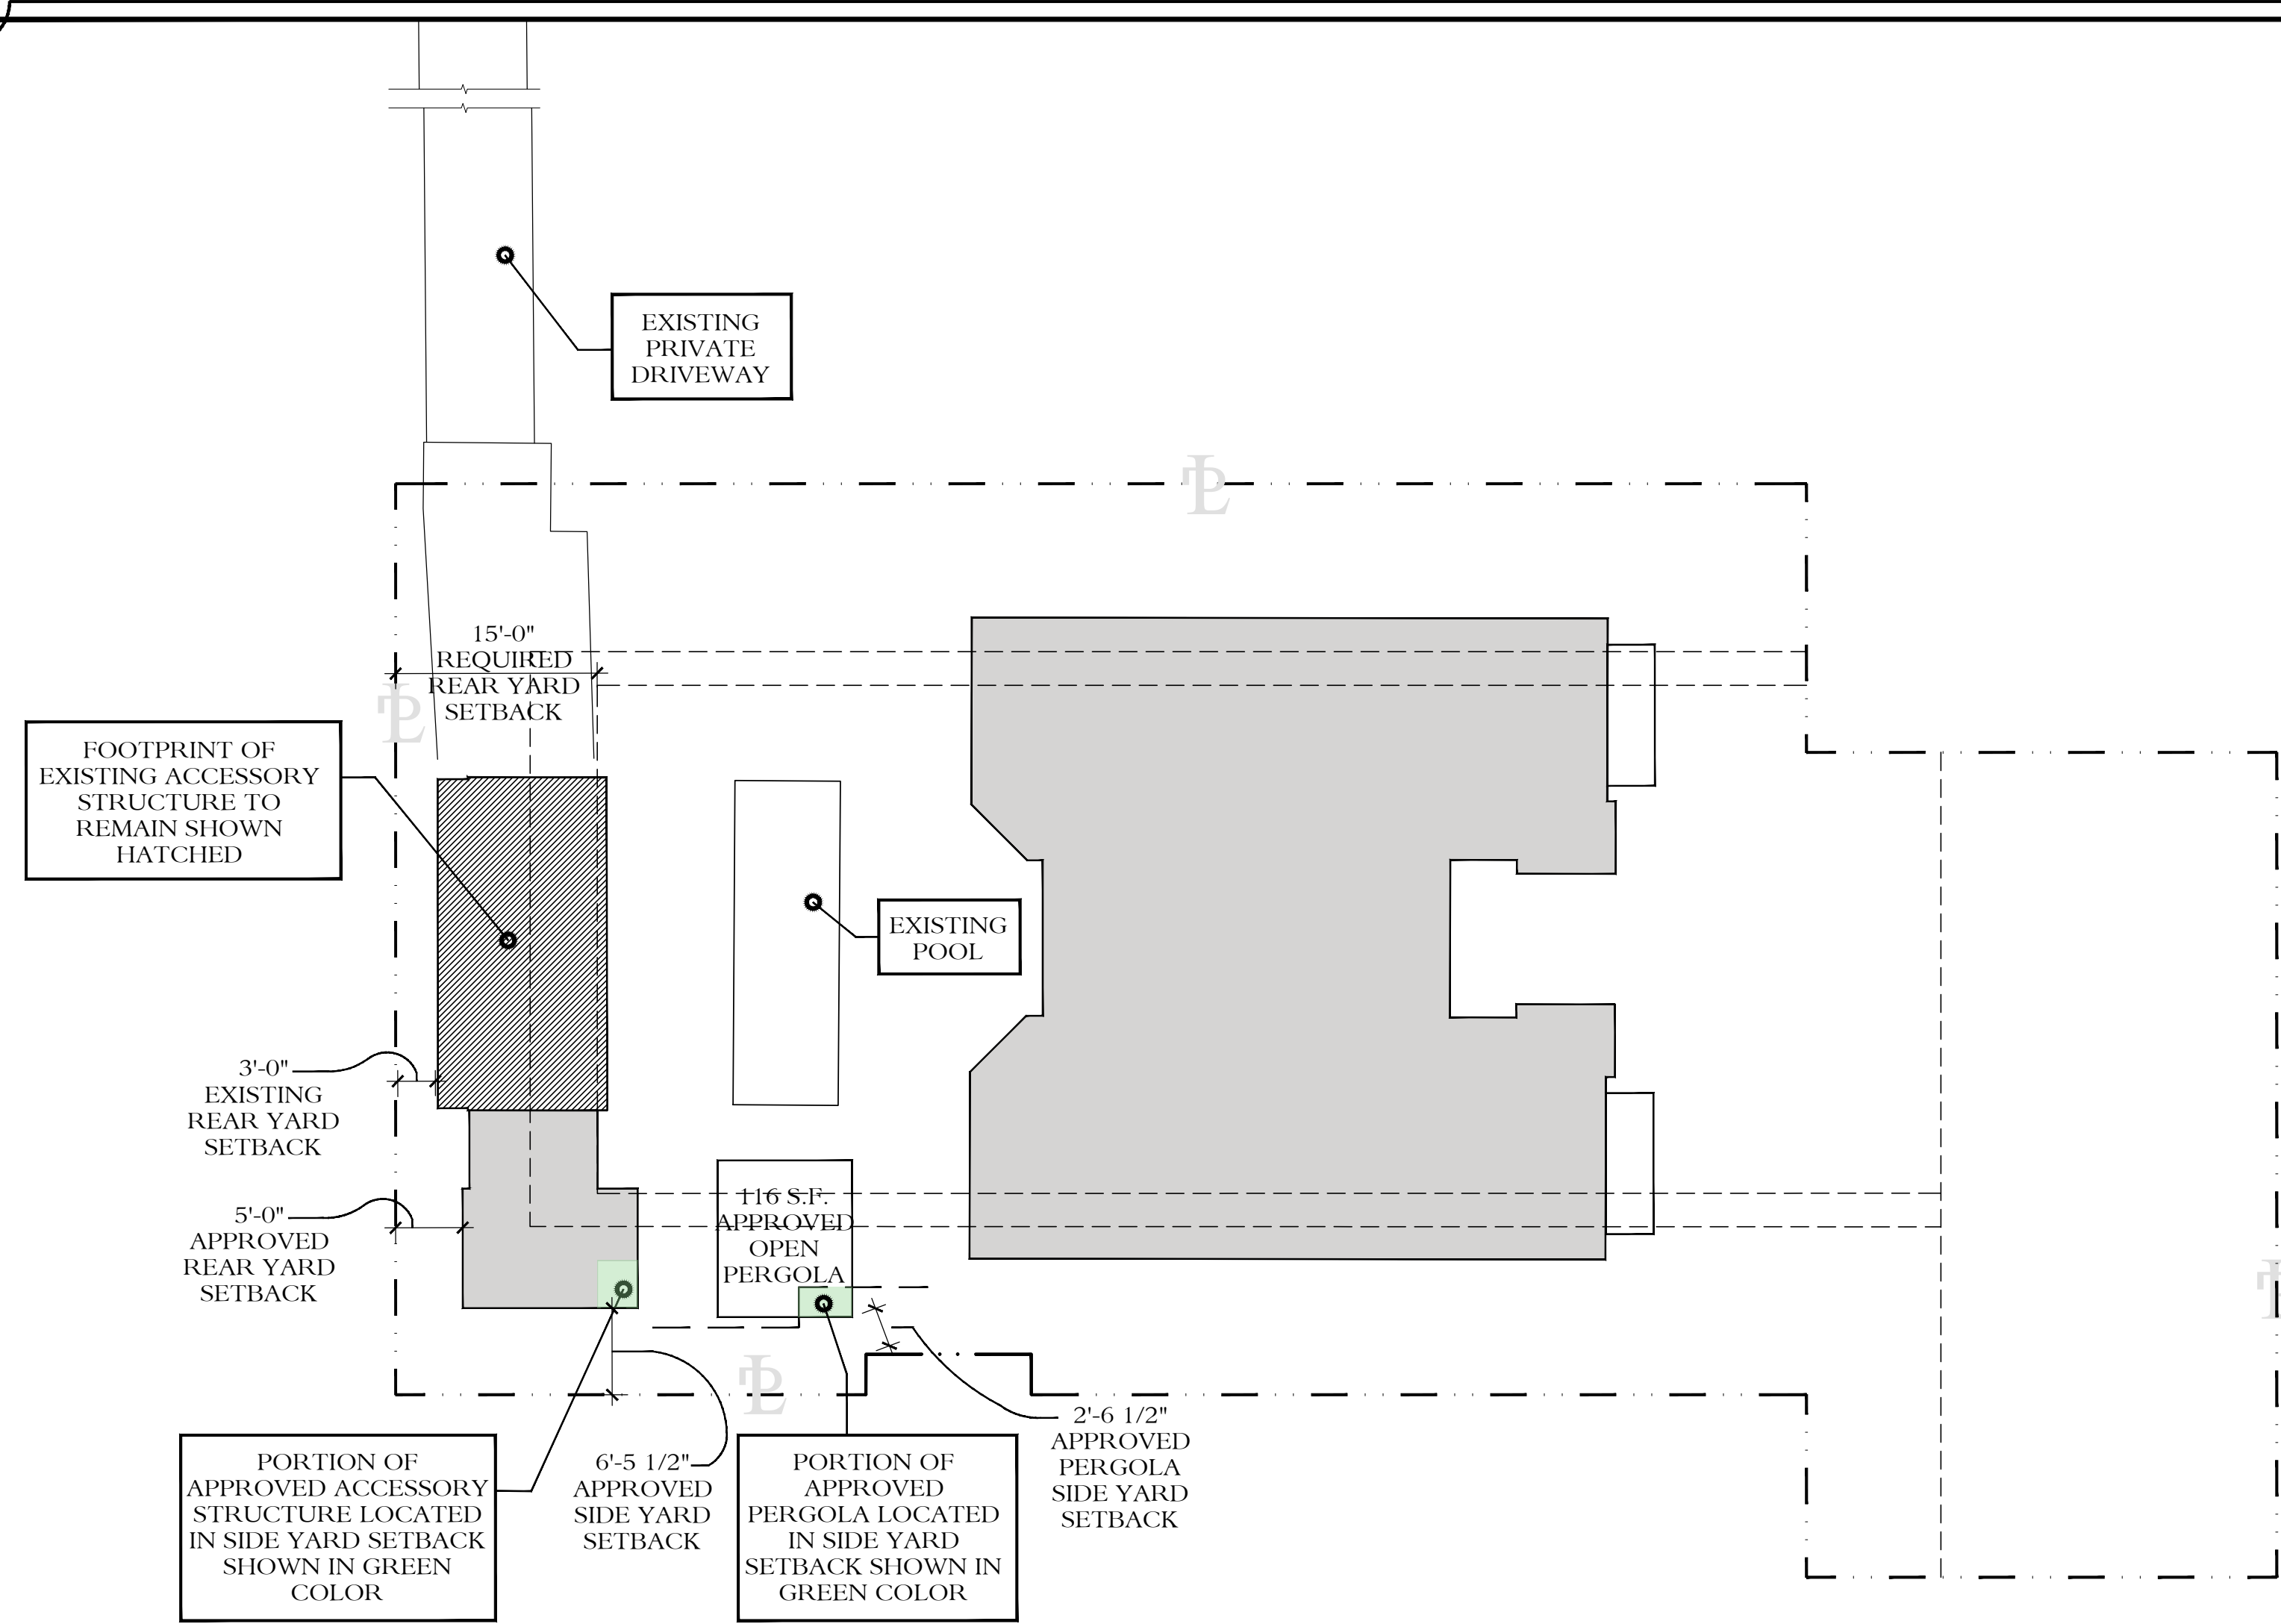 EXISTING
PRIVATE
DRIVEWAY
PL
15'-0"
REQUIRED
REAR YARD
SETBACK
PL
FOOTPRINT OF
EXISTING ACCESSORY
STRUCTURE TO
REMAIN SHOWN
HATCHED
EXISTING
POOL
3'-0"
EXISTING
REAR YARD
SETBACK
5'-0"
APPROVED
REAR YARD
SETBACK
116 S.F.
APPROVED
OPEN
PERGOLA
PL
PORTION OF
APPROVED ACCESSORY
STRUCTURE LOCATED
IN SIDE YARD SETBACK
SHOWN IN GREEN
COLOR
6'-5 1/2"
APPROVED
SIDE YARD
SETBACK
PORTION OF
APPROVED
PERGOLA LOCATED
IN SIDE YARD
SETBACK SHOWN IN
GREEN COLOR
2'-6 1/2"
APPROVED
PERGOLA
SIDE YARD
SETBACK